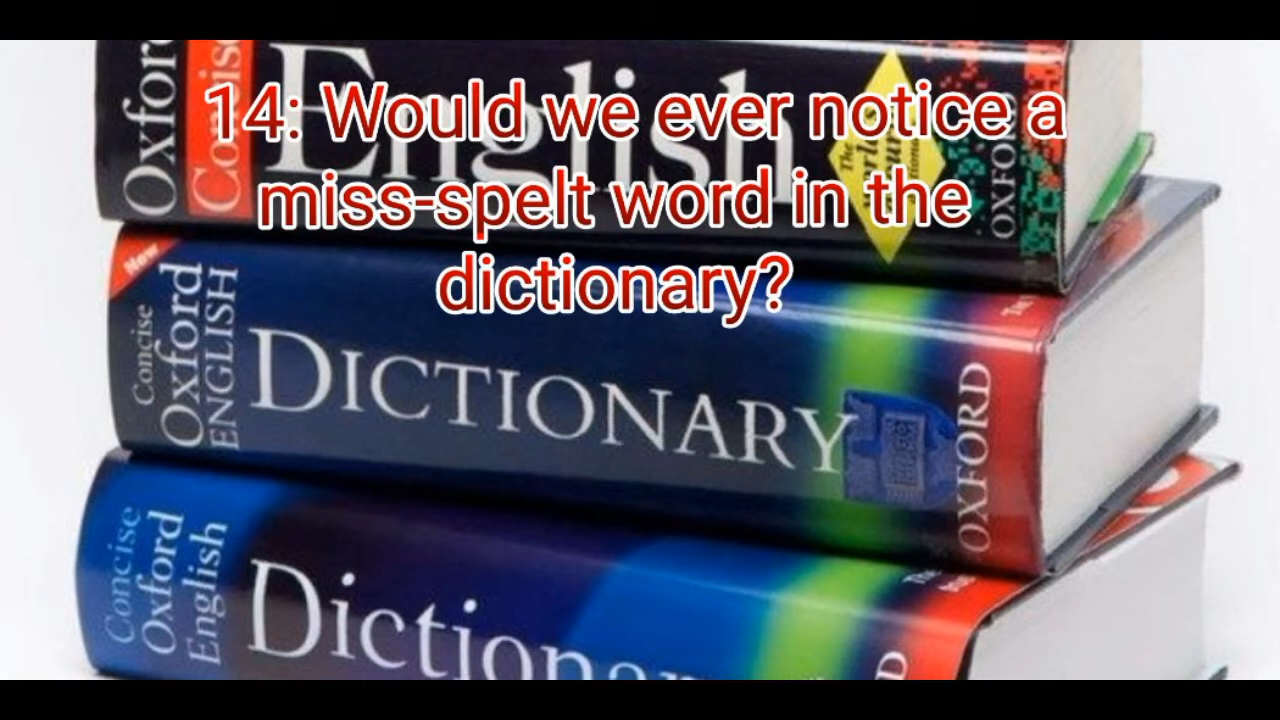 14: Would we ever notice a
miss-spelt word in the
dictionary?
Oxford
Concise
English
OXFORD
New
Concise
Oxford
ENGLISH
DICTIONARY
OXFORD
Concise
Oxford
English